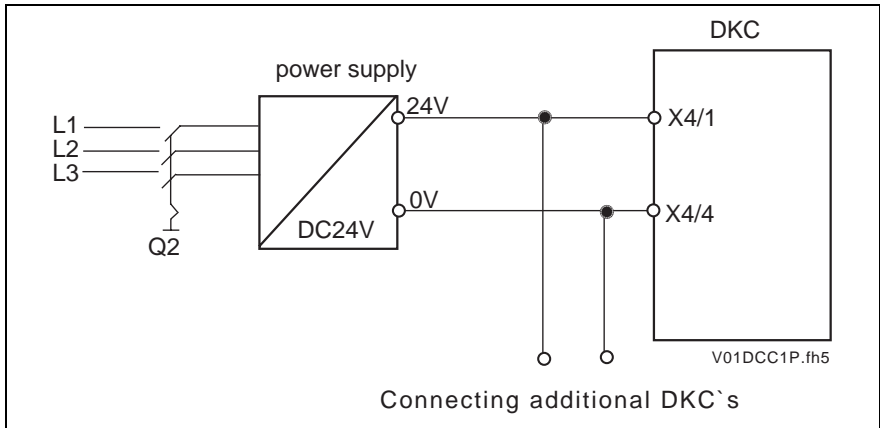 DKC
power supply
24V
L1
X4/1
L2
L3
0V
X4/4
DC24V
Q2
V01DCC1P.fh5
Connecting additional DKC`s